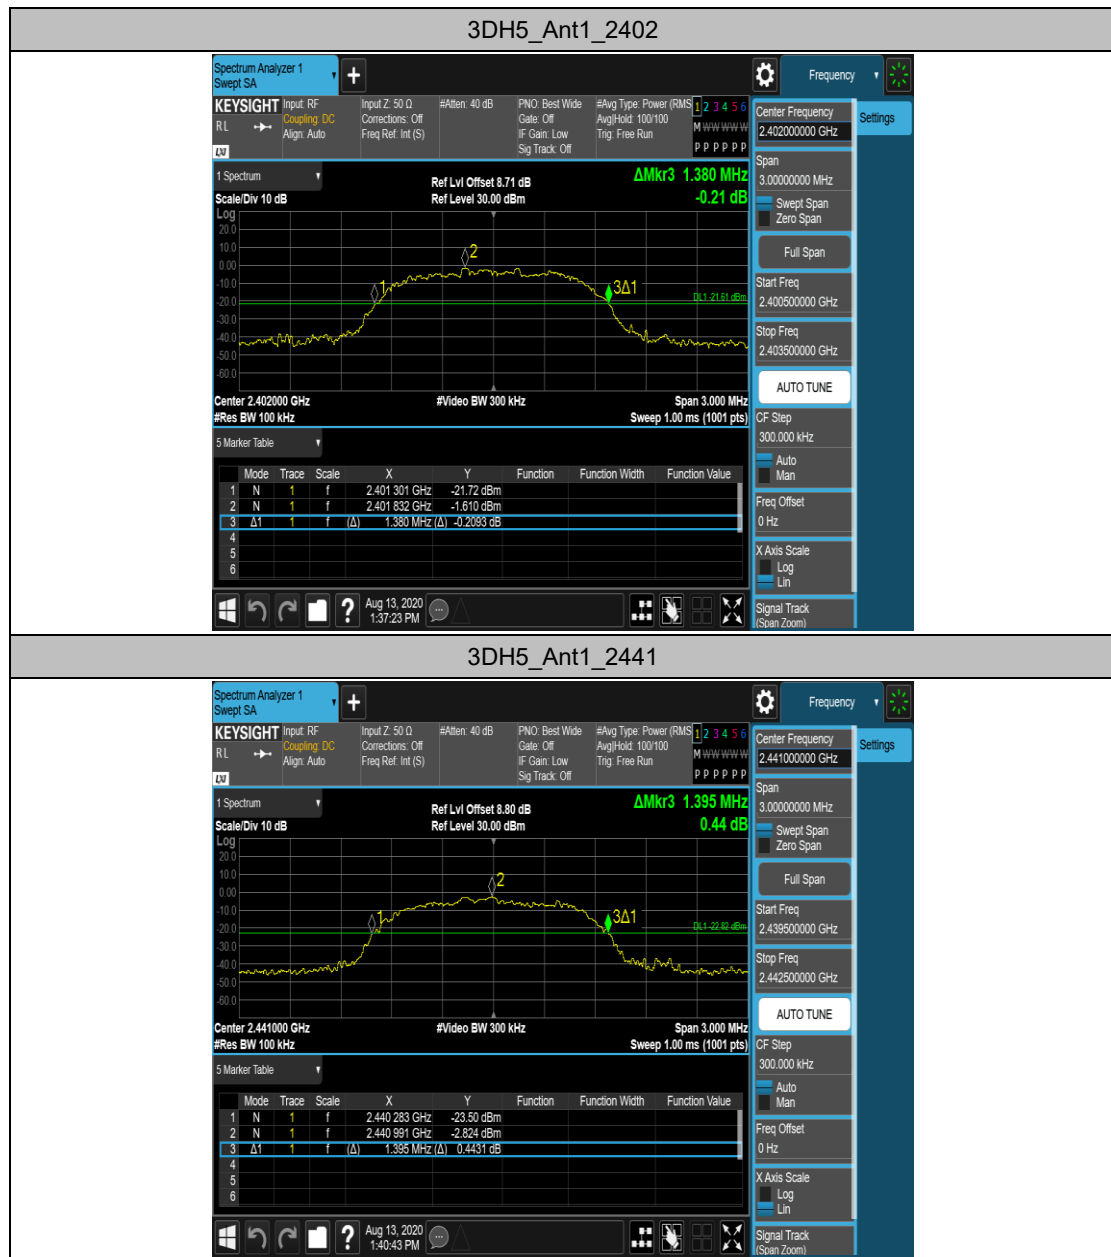 3DH5_Ant1_2402
Spectrum Analyzer 1
Swept SA
Frequency
KEYSIGHT
RL
LXI
Input: RF
Coupling: DC
Align: Auto
Input Z: 50 Ω
Corrections: Off
Freq Ref: Int (S)
#Atten: 40 dB
PNO: Best Wide
Gate: Off
IF Gain: Low
Sig Track: Off
#Avg Type: Power (RMS
Avg|Hold: 100/100
Trig: Free Run
1 2 3 4 5 6
M W W W W W
P P P P P P
Center Frequency
2.402000000 GHz
Settings
Span
3.00000000 MHz
Swept Span
Zero Span
Full Span
Start Freq
2.400500000 GHz
Stop Freq
2.403500000 GHz
AUTO TUNE
CF Step
300.000 kHz
Auto
Man
Freq Offset
0 Hz
X Axis Scale
Log
Lin
Signal Track
(Span Zoom)
1 Spectrum
Scale/Div 10 dB
Log
Ref Lvl Offset 8.71 dB
Ref Level 30.00 dBm
ΔMkr3 1.380 MHz
-0.21 dB
20.0
10.0
0.00
-10.0
-20.0
-30.0
-40.0
-50.0
-60.0
1
2
3Δ1
DL1 -21.61 dBm
Center 2.402000 GHz
#Video BW 300 kHz
Span 3.000 MHz
#Res BW 100 kHz
Sweep 1.00 ms (1001 pts)
5 Marker Table
Mode Trace Scale X Y Function Function Width Function Value
1 N 1 f 2.401 301 GHz -21.72 dBm
2 N 1 f 2.401 832 GHz -1.610 dBm
3 Δ1 1 f (Δ) 1.380 MHz (Δ) -0.2093 dB
4
5
6
?
Aug 13, 2020
1:37:23 PM
3DH5_Ant1_2441
Spectrum Analyzer 1
Swept SA
Frequency
KEYSIGHT
RL
LXI
Input: RF
Coupling: DC
Align: Auto
Input Z: 50 Ω
Corrections: Off
Freq Ref: Int (S)
#Atten: 40 dB
PNO: Best Wide
Gate: Off
IF Gain: Low
Sig Track: Off
#Avg Type: Power (RMS
Avg|Hold: 100/100
Trig: Free Run
1 2 3 4 5 6
M W W W W W
P P P P P P
Center Frequency
2.441000000 GHz
Settings
Span
3.00000000 MHz
Swept Span
Zero Span
Full Span
Start Freq
2.439500000 GHz
Stop Freq
2.442500000 GHz
AUTO TUNE
CF Step
300.000 kHz
Auto
Man
Freq Offset
0 Hz
X Axis Scale
Log
Lin
Signal Track
(Span Zoom)
1 Spectrum
Scale/Div 10 dB
Log
Ref Lvl Offset 8.80 dB
Ref Level 30.00 dBm
ΔMkr3 1.395 MHz
0.44 dB
20.0
10.0
0.00
-10.0
-20.0
-30.0
-40.0
-50.0
-60.0
1
2
3Δ1
DL1 -22.82 dBm
Center 2.441000 GHz
#Video BW 300 kHz
Span 3.000 MHz
#Res BW 100 kHz
Sweep 1.00 ms (1001 pts)
5 Marker Table
Mode Trace Scale X Y Function Function Width Function Value
1 N 1 f 2.440 283 GHz -23.50 dBm
2 N 1 f 2.440 991 GHz -2.824 dBm
3 Δ1 1 f (Δ) 1.395 MHz (Δ) 0.4431 dB
4
5
6
?
Aug 13, 2020
1:40:43 PM